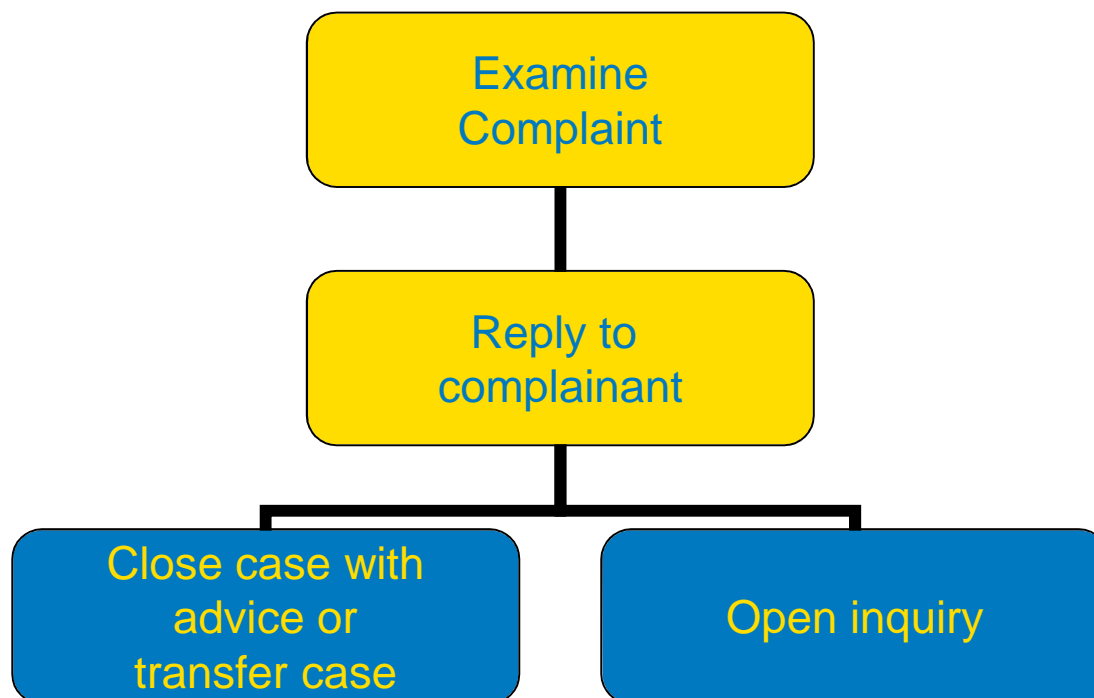 Examine
Complaint
Reply to
complainant
Close case with
advice or
transfer case
Open inquiry